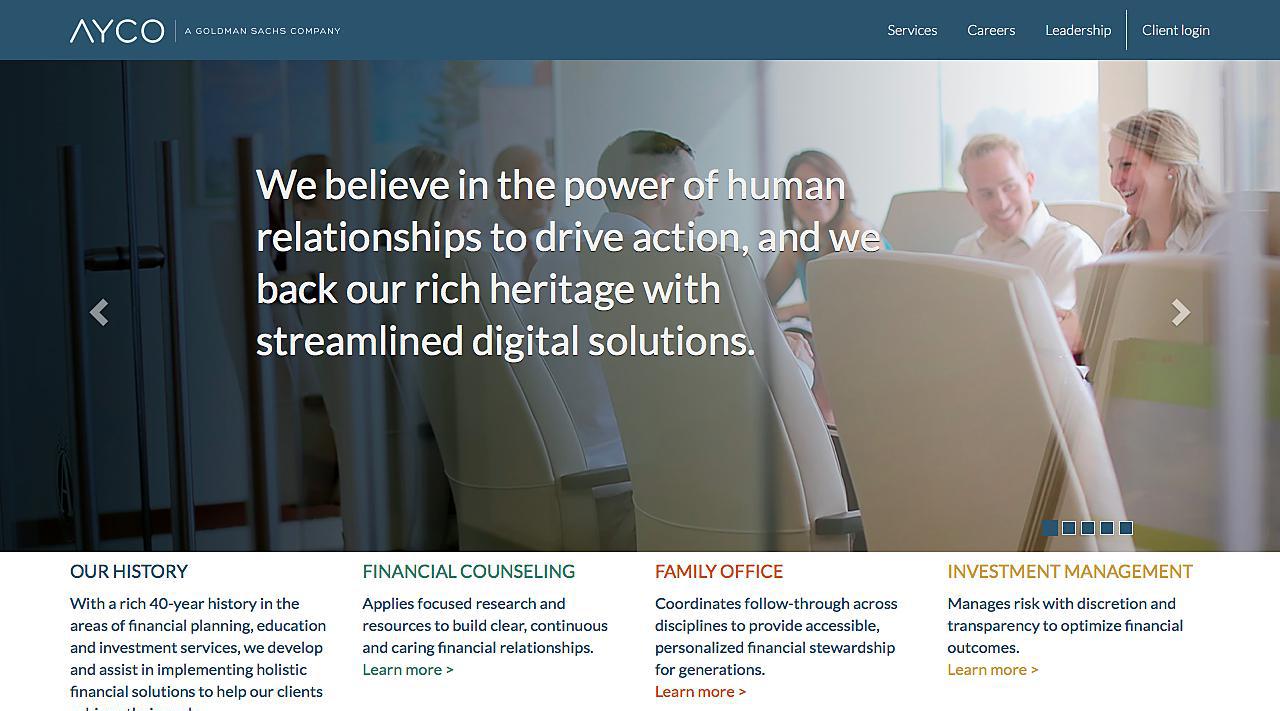 AYCO
A GOLDMAN SACHS COMPANY
Services
Careers
Leadership
Client login
We believe in the power of human
relationships to drive action, and we
back our rich heritage with
streamlined digital solutions.
OUR HISTORY
With a rich 40-year history in the
areas of financial planning, education
and investment services, we develop
and assist in implementing holistic
financial solutions to help our clients
FINANCIAL COUNSELING
Applies focused research and
resources to build clear, continuous
and caring financial relationships.
Learn more >
FAMILY OFFICE
Coordinates follow-through across
disciplines to provide accessible,
personalized financial stewardship
for generations.
Learn more >
INVESTMENT MANAGEMENT
Manages risk with discretion and
transparency to optimize financial
outcomes.
Learn more >